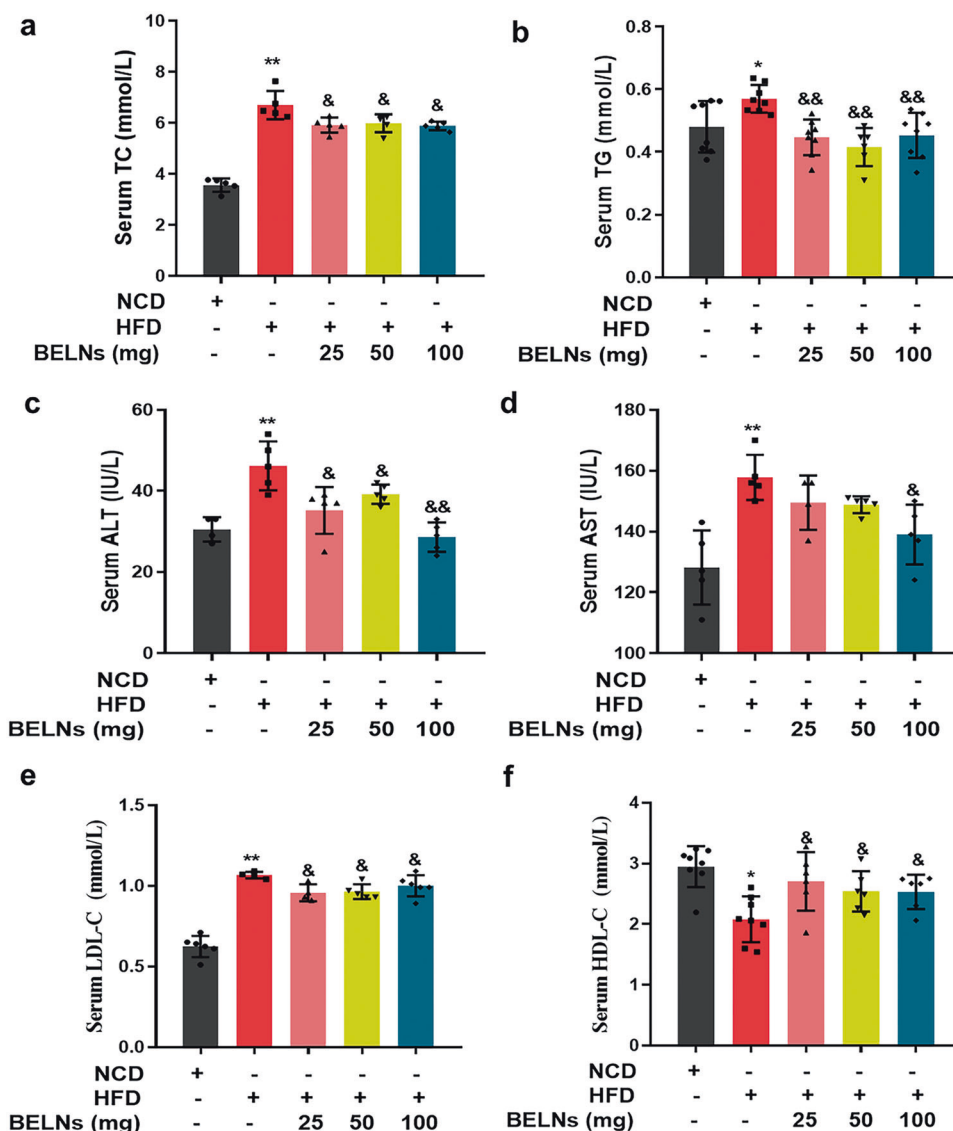 a
Serum TC (mmol/L)
10
8
6
4
2
0
**
&
&
&
NCD + - - - -
HFD - + + + +
BELNs (mg) - - 25 50 100
b
Serum TG (mmol/L)
0.8
0.6
0.4
0.2
0.0
*
&&
&&
&&
NCD + - - - -
HFD - + + + +
BELNs (mg) - - 25 50 100
c
Serum ALT (IU/L)
60
40
20
0
**
&
&
&&
NCD + - - - -
HFD - + + + +
BELNs (mg) - - 25 50 100
d
Serum AST (IU/L)
180
160
140
120
100
**
&
NCD + - - - -
HFD - + + + +
BELNs (mg) - - 25 50 100
e
Serum LDL-C (mmol/L)
1.5
1.0
0.5
0.0
**
&
&
&
NCD + - - - -
HFD - + + + +
BELNs (mg) - - 25 50 100
f
Serum HDL-C (mmol/L)
4
3
2
1
0
*
&
&
&
NCD + - - - -
HFD - + + + +
BELNs (mg) - - 25 50 100